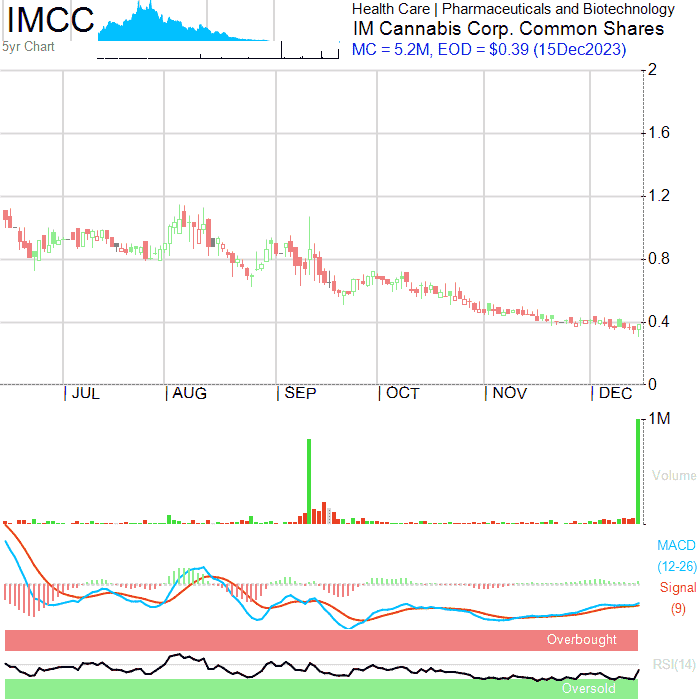 IMCC
5yr Chart
Health Care | Pharmaceuticals and Biotechnology
IM Cannabis Corp. Common Shares
MC = 5.2M, EOD = $0.39 (15Dec2023)
2
1.6
1.2
0.8
0.4
0
| JUL | AUG | SEP | OCT | NOV | DEC
1M
Volume
MACD
(12-26)
Signal
(9)
Overbought
RSI(14)
Oversold